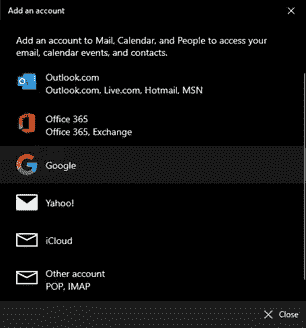 Add an account
Add an account to Mail, Calendar, and People to access your
email, calendar events, and contacts.
Outlook.com
Outlook.com, Live.com, Hotmail, MSN
Office 365
Office 365, Exchange
Google
Yahoo!
iCloud
Other account
POP, IMAP
Close